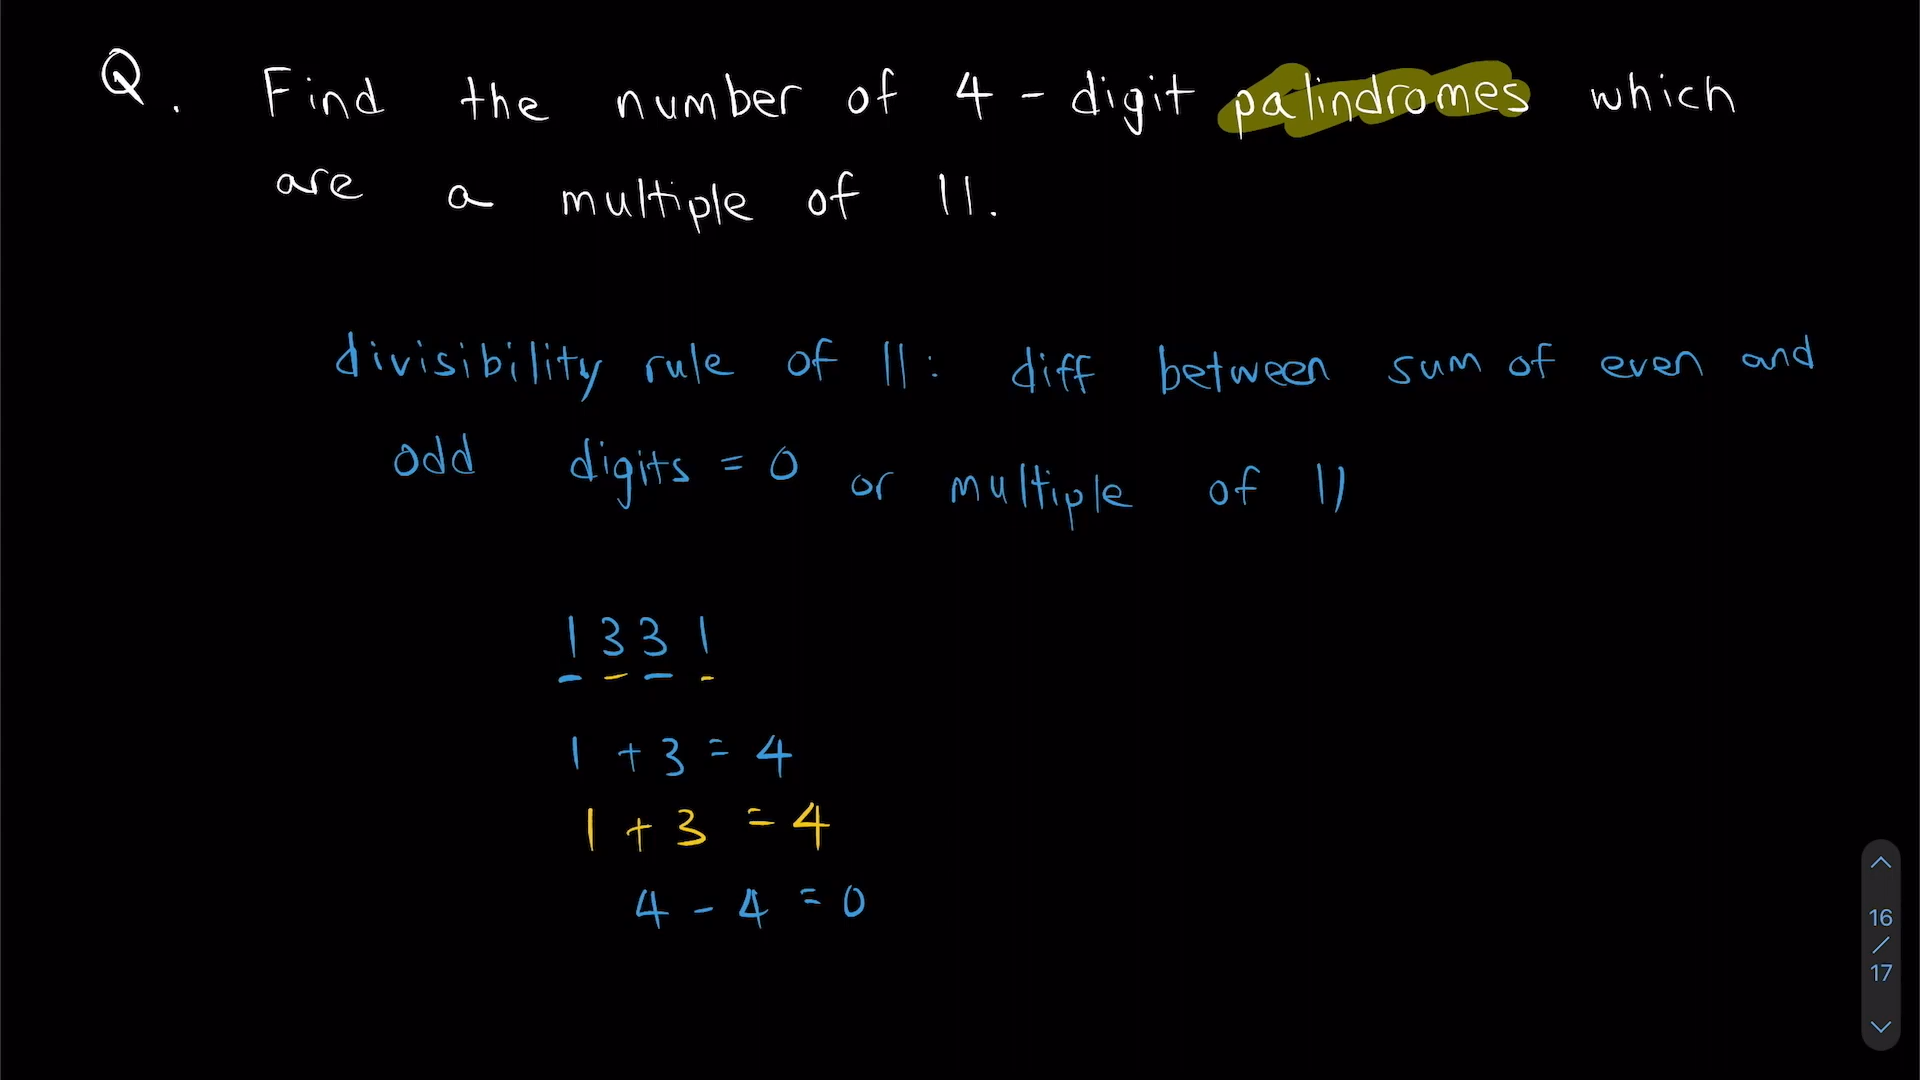 Q. Find the number of 4-digit palindromes which
are a multiple of 11.
divisibility rule of 11: diff between sum of even and
odd digits = 0 or multiple of 11
1331
1 + 3 = 4
1 + 3 = 4
4 - 4 = 0
16
/
17